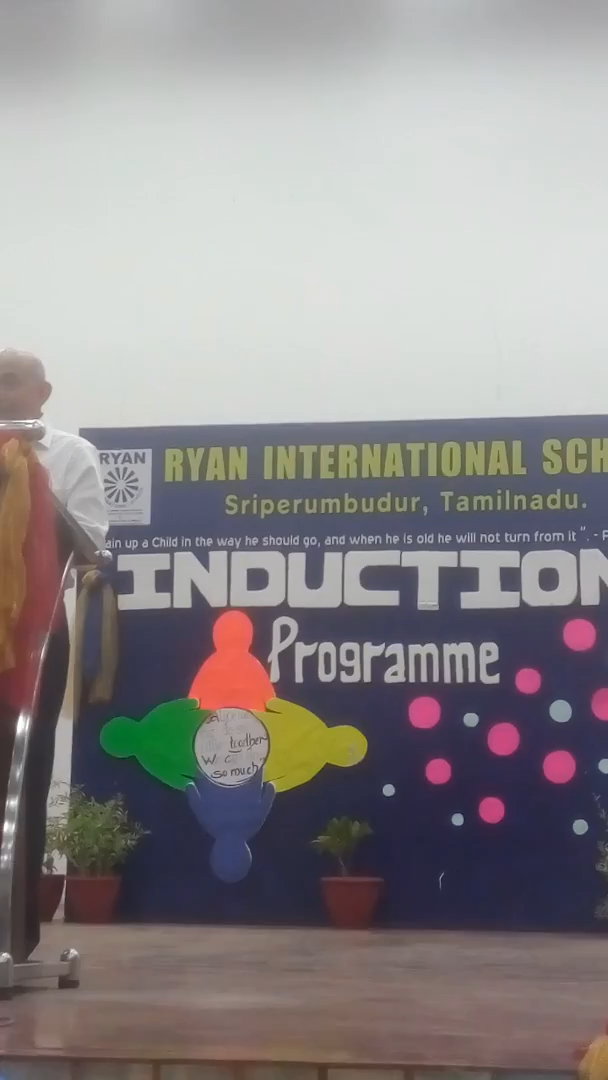 RYAN
RYAN INTERNATIONAL SCH
Sriperumbudur, Tamilnadu.
ain up a Child in the way he should go, and when he is old he will not turn from it ". - P
INDUCTION
Programme
together
so much